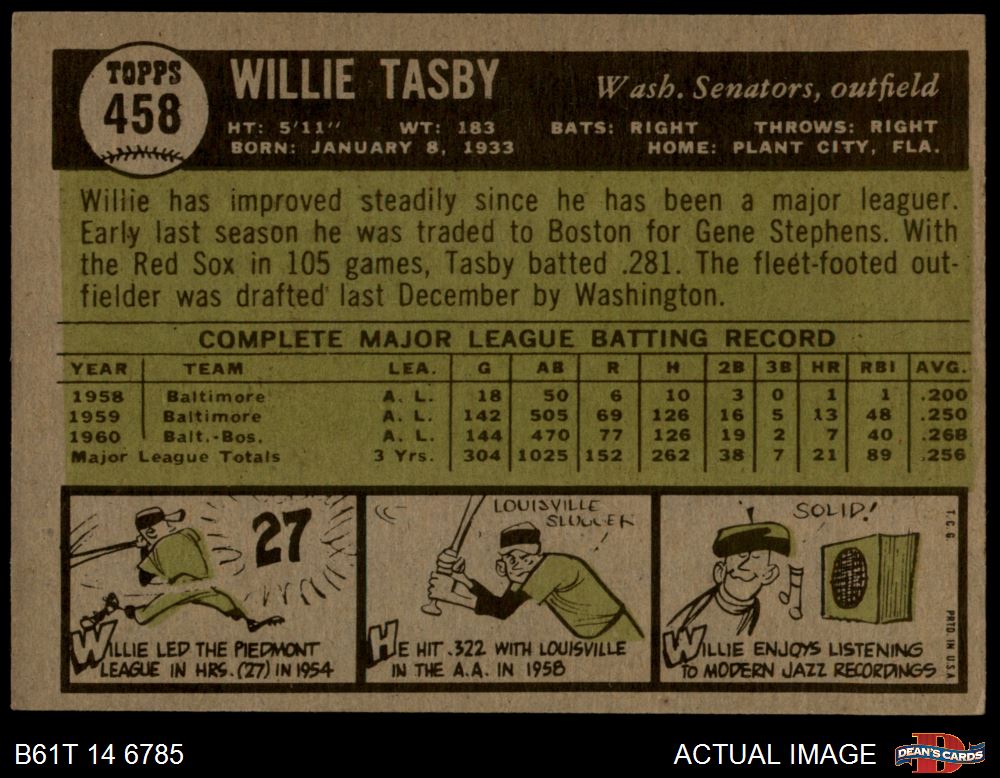 TOPPS
458
WILLIE TASBY
Wash. Senators, outfield
HT: 5'11" WT: 183 BATS: RIGHT THROWS: RIGHT
BORN: JANUARY 8, 1933 HOME: PLANT CITY, FLA.
Willie has improved steadily since he has been a major leaguer.
Early last season he was traded to Boston for Gene Stephens. With
the Red Sox in 105 games, Tasby batted .281. The fleet-footed out-
fielder was drafted last December by Washington.
COMPLETE MAJOR LEAGUE BATTING RECORD
YEAR TEAM LEA. G AB R H 2B 3B HR RBI AVG.
1958 Baltimore A. L. 18 50 6 10 3 0 1 1 .200
1959 Baltimore A. L. 142 505 69 126 16 5 13 48 .250
1960 Balt.-Bos. A. L. 144 470 77 126 19 2 7 40 .268
Major League Totals 3 Yrs. 304 1025 152 262 38 7 21 89 .256
27
WILLIE LED THE PIEDMONT
LEAGUE IN HRS. (27) IN 1954
LOUISVILLE
SLUGGER
HE HIT .322 WITH LOUISVILLE
IN THE A.A. IN 1958
SOLID!
WILLIE ENJOYS LISTENING
TO MODERN JAZZ RECORDINGS
T.C.G.
PRTD. IN U.S.A.
B61T 14 6785
ACTUAL IMAGE
DEAN'S CARDS